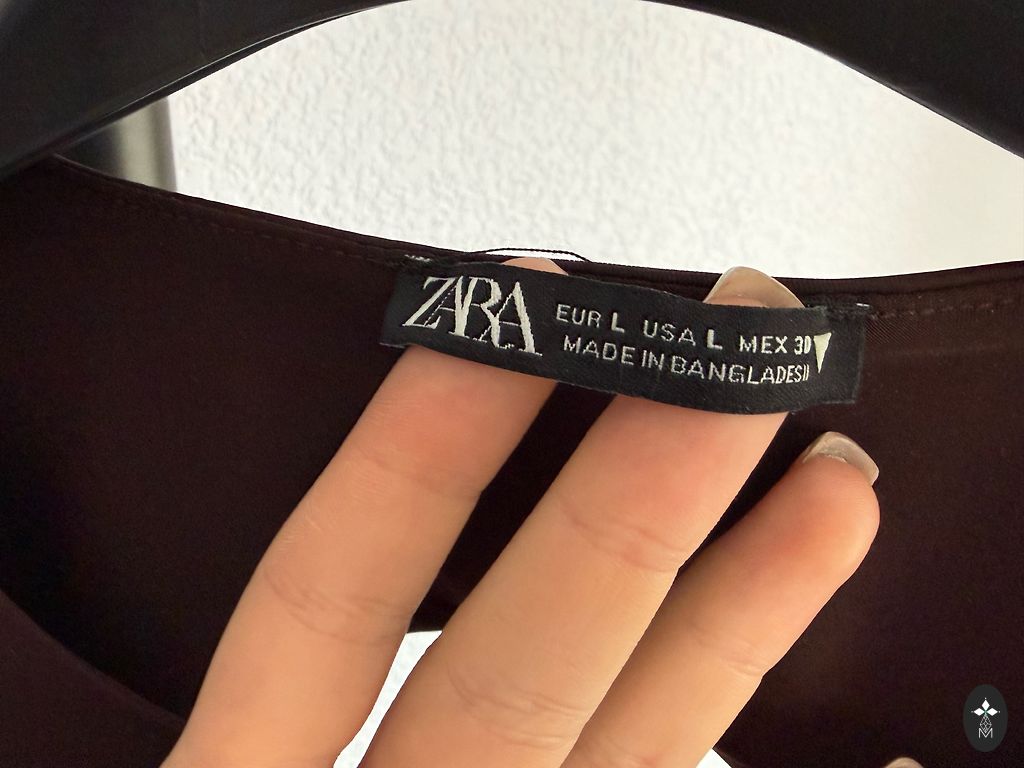 ZARA
EUR L USA L MEX 30
MADE IN BANGLADESH
M